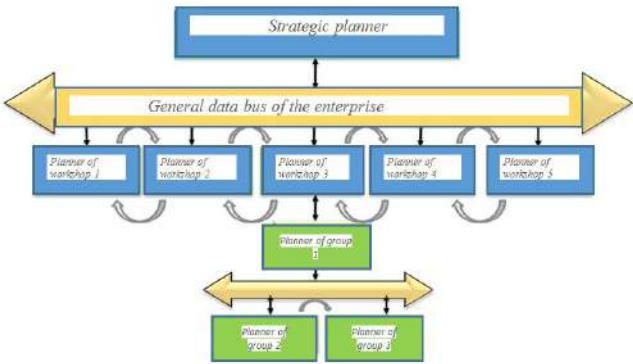 Strategic planner
General data bus of the enterprise
Planner of
workshop 1
Planner of
workshop 2
Planner of
workshop 3
Planner of
workshop 4
Planner of
workshop 5
Planner of group
1
Planner of
group 2
Planner of
group 3